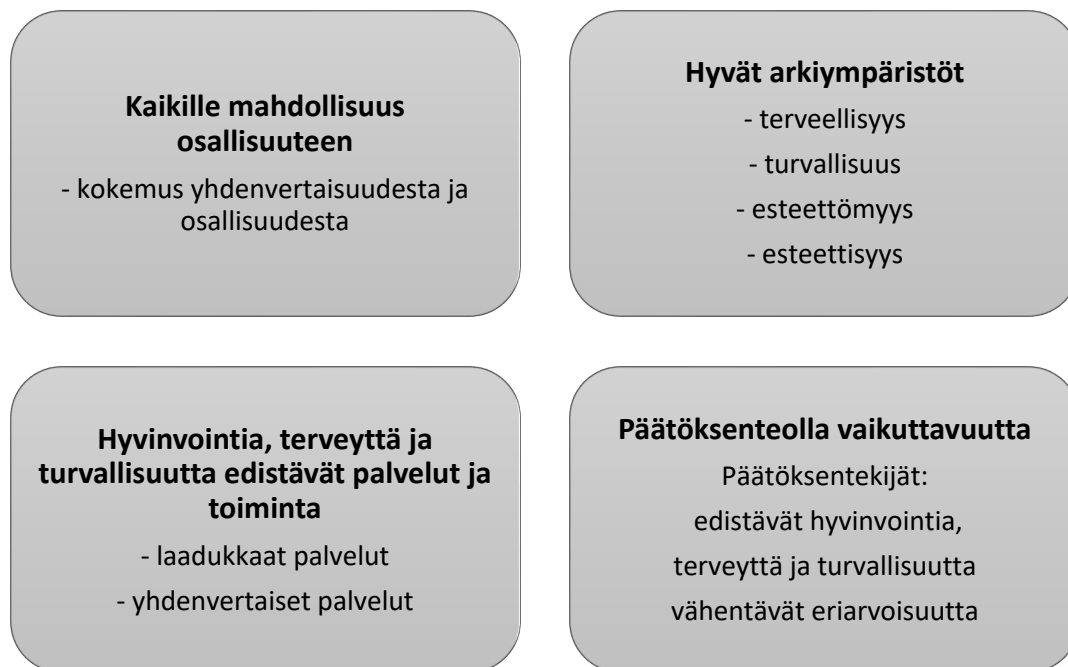 Kaikille mahdollisuus
osallisuuteen
- kokemus yhdenvertaisuudesta ja
osallisuudesta
Hyvät arkiympäristöt
- terveellisyys
- turvallisuus
- esteettömyys
- esteettisyys
Hyvinvointia, terveyttä ja
turvallisuutta edistävät palvelut ja
toiminta
- laadukkaat palvelut
- yhdenvertaiset palvelut
Päätöksenteolla vaikuttavuutta
Päätöksentekijät:
edistävät hyvinvointia,
terveyttä ja turvallisuutta
vähentävät eriarvoisuutta